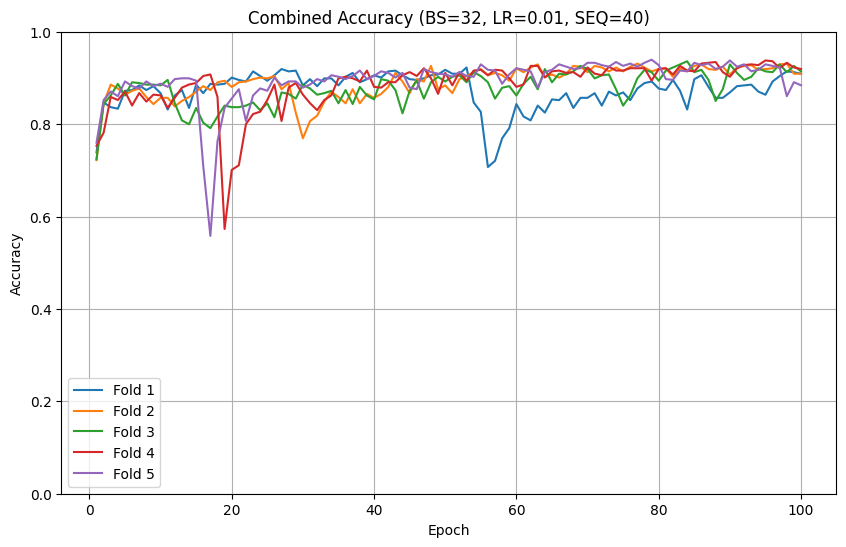 Combined Accuracy (BS=32, LR=0.01, SEQ=40)
1.0
0.8
0.6
0.4
0.2
0.0
Accuracy
Fold 1
Fold 2
Fold 3
Fold 4
Fold 5
0 20 40 60 80 100
Epoch